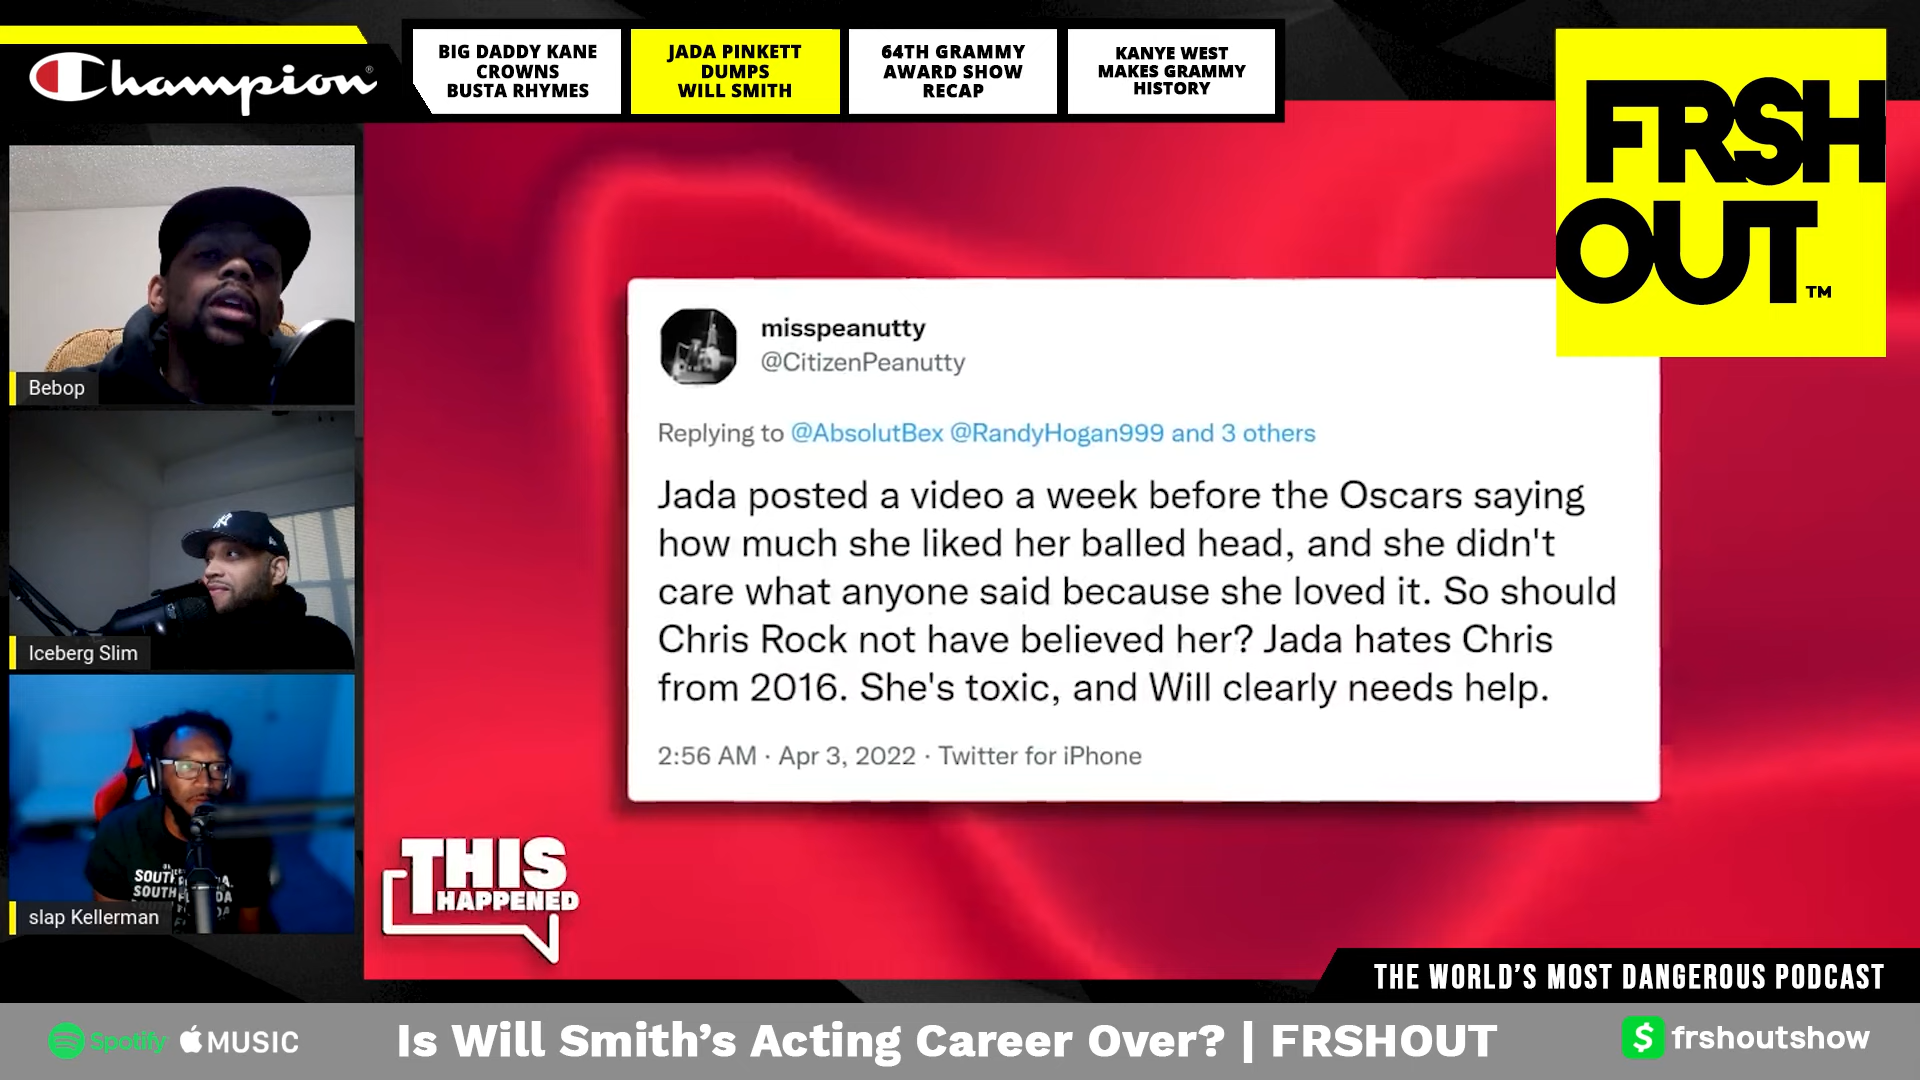 Champion®
BIG DADDY KANE
CROWNS
BUSTA RHYMES
JADA PINKETT
DUMPS
WILL SMITH
64TH GRAMMY
AWARD SHOW
RECAP
KANYE WEST
MAKES GRAMMY
HISTORY
FRSH
OUT™
Bebop
Iceberg Slim
slap Kellerman
misspeanutty
@CitizenPeanutty
Replying to @AbsolutBex @RandyHogan999 and 3 others
Jada posted a video a week before the Oscars saying
how much she liked her balled head, and she didn't
care what anyone said because she loved it. So should
Chris Rock not have believed her? Jada hates Chris
from 2016. She's toxic, and Will clearly needs help.
2:56 AM · Apr 3, 2022 · Twitter for iPhone
THIS
HAPPENED
THE WORLD'S MOST DANGEROUS PODCAST
Spotify
MUSIC
Is Will Smith's Acting Career Over? | FRSHOUT
$ frshoutshow